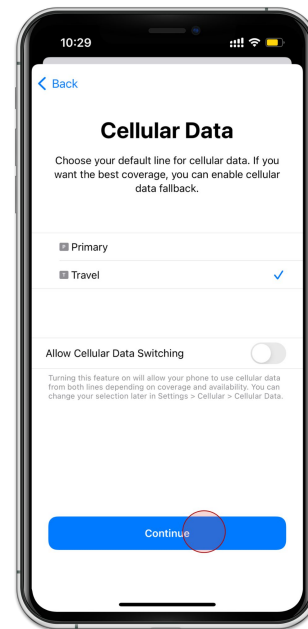 10:29
Back
Cellular Data
Choose your default line for cellular data. If you
want the best coverage, you can enable cellular
data fallback.
P Primary
T Travel
Allow Cellular Data Switching
Turning this feature on will allow your phone to use cellular data
from both lines depending on coverage and availability. You can
change your selection later in Settings > Cellular > Cellular Data.
Continue